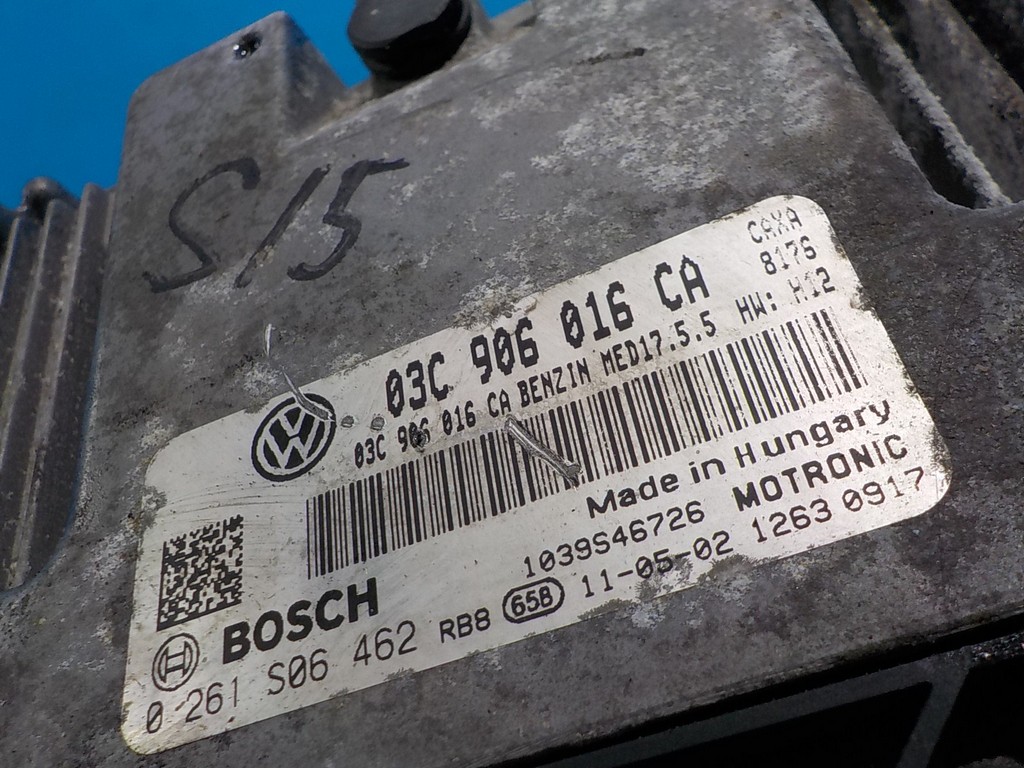 S15
CAXA
8176
03C 906 016 CA
03C 906 016 CA BENZIN MED17.5.5 HW: H12
Made in Hungary
1039S46726 MOTRONIC
BOSCH
0 261 S06 462 RB8 658 11-05-02 1263 0917